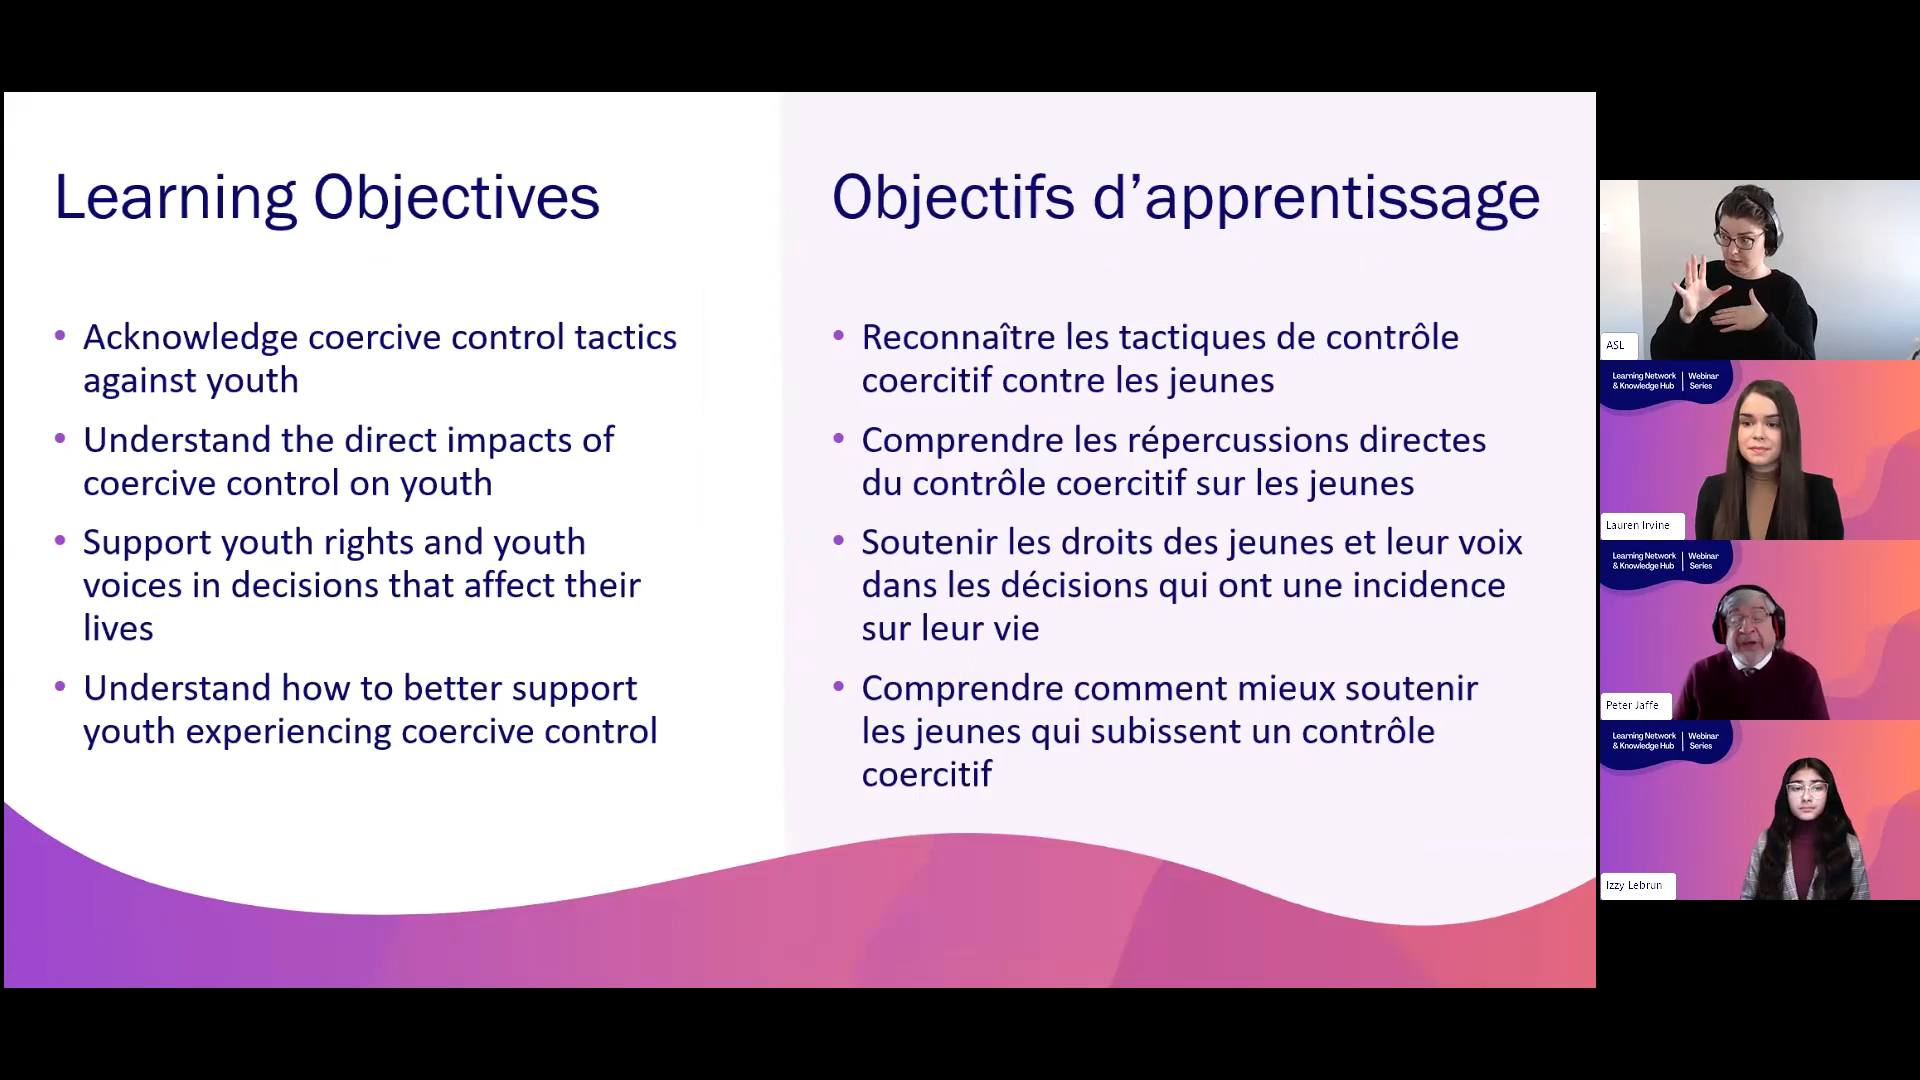 Learning Objectives
• Acknowledge coercive control tactics
against youth
• Understand the direct impacts of
coercive control on youth
• Support youth rights and youth
voices in decisions that affect their
lives
• Understand how to better support
youth experiencing coercive control
Objectifs d’apprentissage
• Reconnaître les tactiques de contrôle
coercitif contre les jeunes
• Comprendre les répercussions directes
du contrôle coercitif sur les jeunes
• Soutenir les droits des jeunes et leur voix
dans les décisions qui ont une incidence
sur leur vie
• Comprendre comment mieux soutenir
les jeunes qui subissent un contrôle
coercitif
ASL
Learning Network
& Knowledge Hub
Webinar
Series
Lauren Irvine
Learning Network
& Knowledge Hub
Webinar
Series
Peter Jaffe
Learning Network
& Knowledge Hub
Webinar
Series
Izzy Lebrun